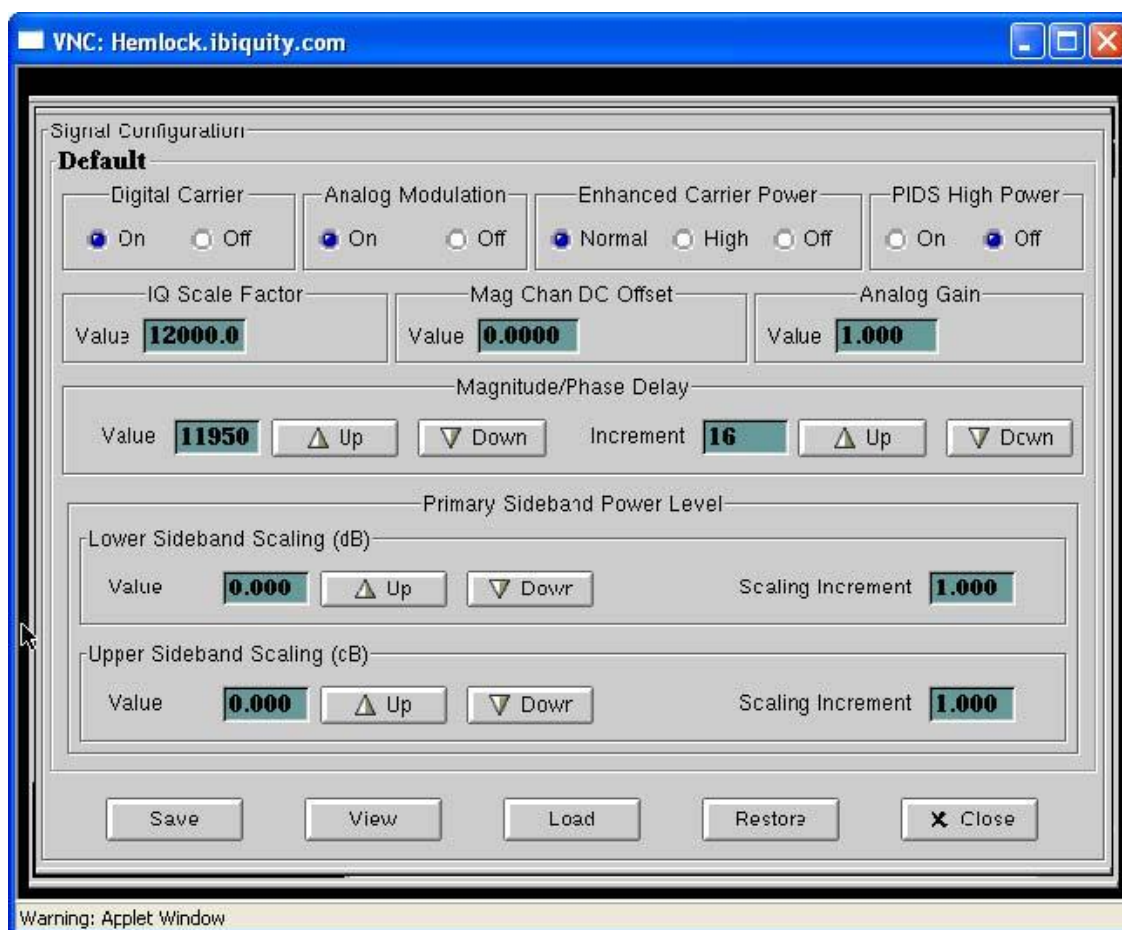 VNC: Hemlock.ibiquity.com
Signal Configuration
Default
Digital Carrier
On Off
Analog Modulation
On Off
Enhanced Carrier Power
Normal High Off
PIDS High Power
On Off
IQ Scale Factor
Value 12000.0
Mag Chan DC Offset
Value 0.0000
Analog Gain
Value 1.000
Magnitude/Phase Delay
Value 11950 Up Down Increment 16 Up Down
Primary Sideband Power Level
Lower Sideband Scaling (dB)
Value 0.000 Up Down Scaling Increment 1.000
Upper Sideband Scaling (dB)
Value 0.000 Up Down Scaling Increment 1.000
Save View Load Restore Close
Warning: Applet Window